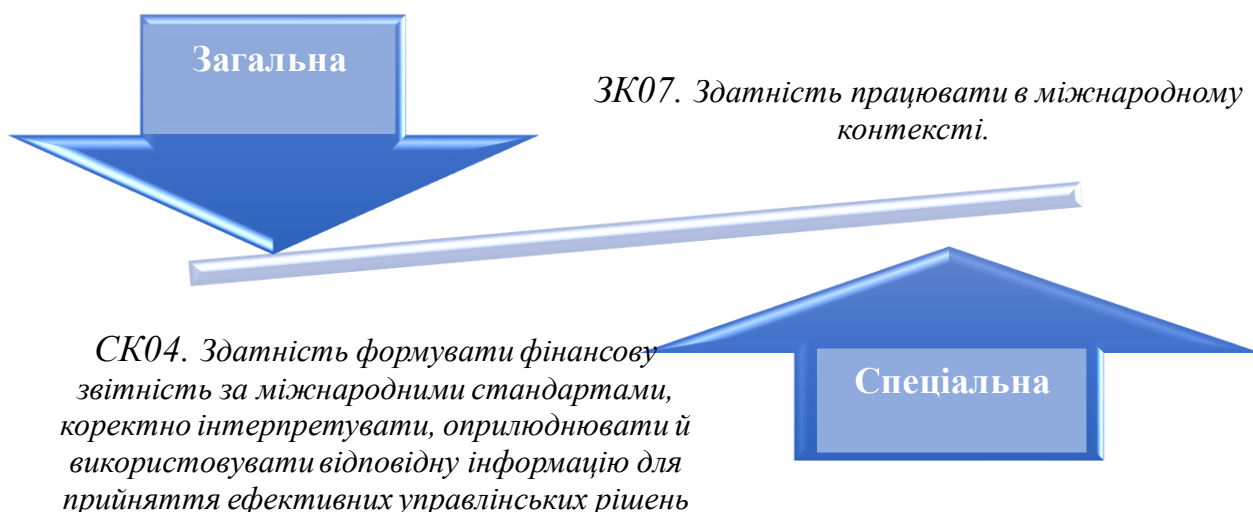 Загальна
ЗК07. Здатність працювати в міжнародному
контексті.
СК04. Здатність формувати фінансову
звітність за міжнародними стандартами,
коректно інтерпретувати, оприлюднювати й
використовувати відповідну інформацію для
прийняття ефективних управлінських рішень
Спеціальна